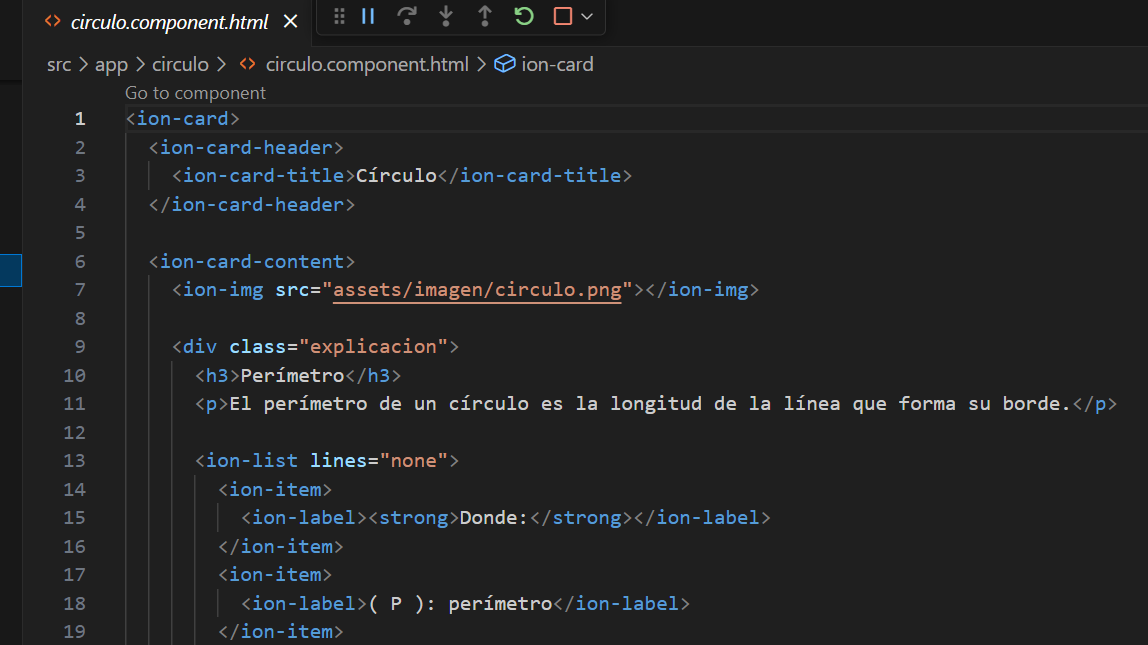 circulo.component.html
src > app > circulo > circulo.component.html > ion-card
Go to component
1 <ion-card>
2 <ion-card-header>
3 <ion-card-title>Círculo</ion-card-title>
4 </ion-card-header>
5
6 <ion-card-content>
7 <ion-img src="assets/imagen/circulo.png"></ion-img>
8
9 <div class="explicacion">
10 <h3>Perímetro</h3>
11 <p>El perímetro de un círculo es la longitud de la línea que forma su borde.</p>
12
13 <ion-list lines="none">
14 <ion-item>
15 <ion-label><strong>Donde:</strong></ion-label>
16 </ion-item>
17 <ion-item>
18 <ion-label>( P ): perímetro</ion-label>
19 </ion-item>